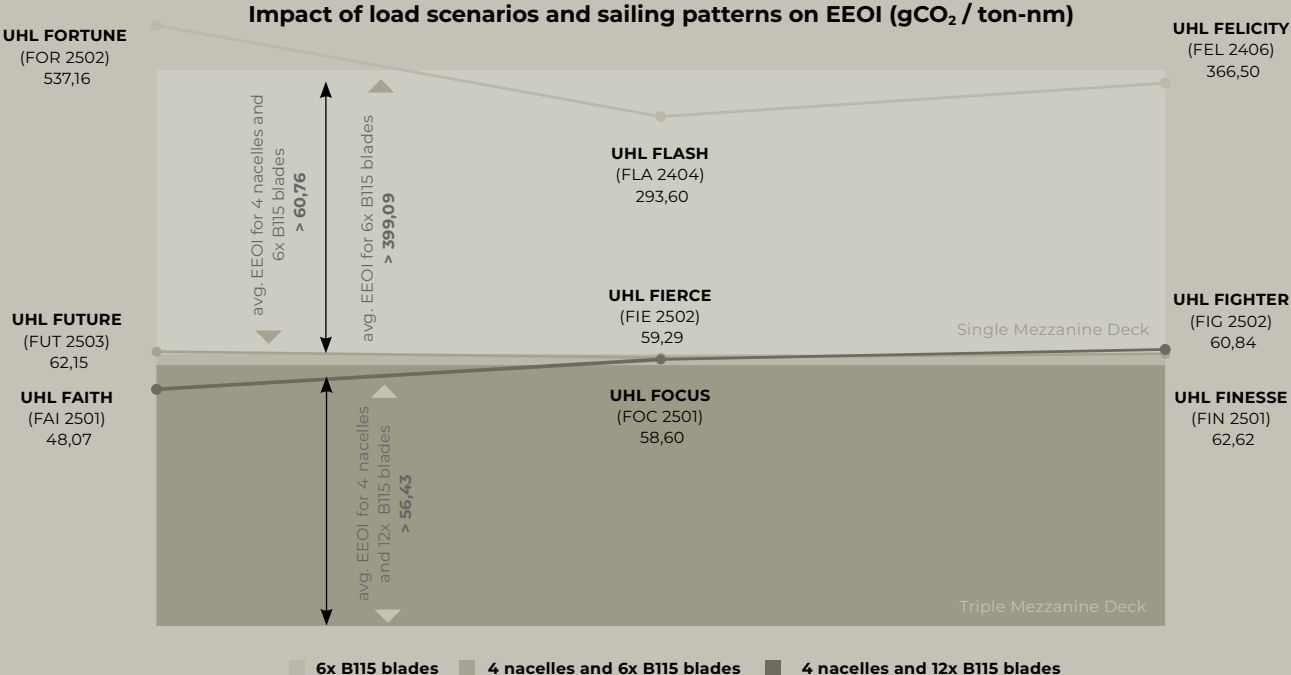 Impact of load scenarios and sailing patterns on EEOI (gCO₂ / ton-nm)
UHL FORTUNE
(FOR 2502)
537,16
UHL FELICITY
(FEL 2406)
366,50
avg. EEOI for 4 nacelles and
6x B115 blades
> 60,76
avg. EEOI for 6x B115 blades
> 399,09
UHL FLASH
(FLA 2404)
293,60
UHL FIERCE
(FIE 2502)
59,29
UHL FUTURE
(FUT 2503)
62,15
Single Mezzanine Deck
UHL FIGHTER
(FIG 2502)
60,84
UHL FAITH
(FAI 2501)
48,07
UHL FOCUS
(FOC 2501)
58,60
UHL FINESSE
(FIN 2501)
62,62
avg. EEOI for 4 nacelles
and 12x B115 blades
> 56,43
Triple Mezzanine Deck
6x B115 blades
4 nacelles and 6x B115 blades
4 nacelles and 12x B115 blades